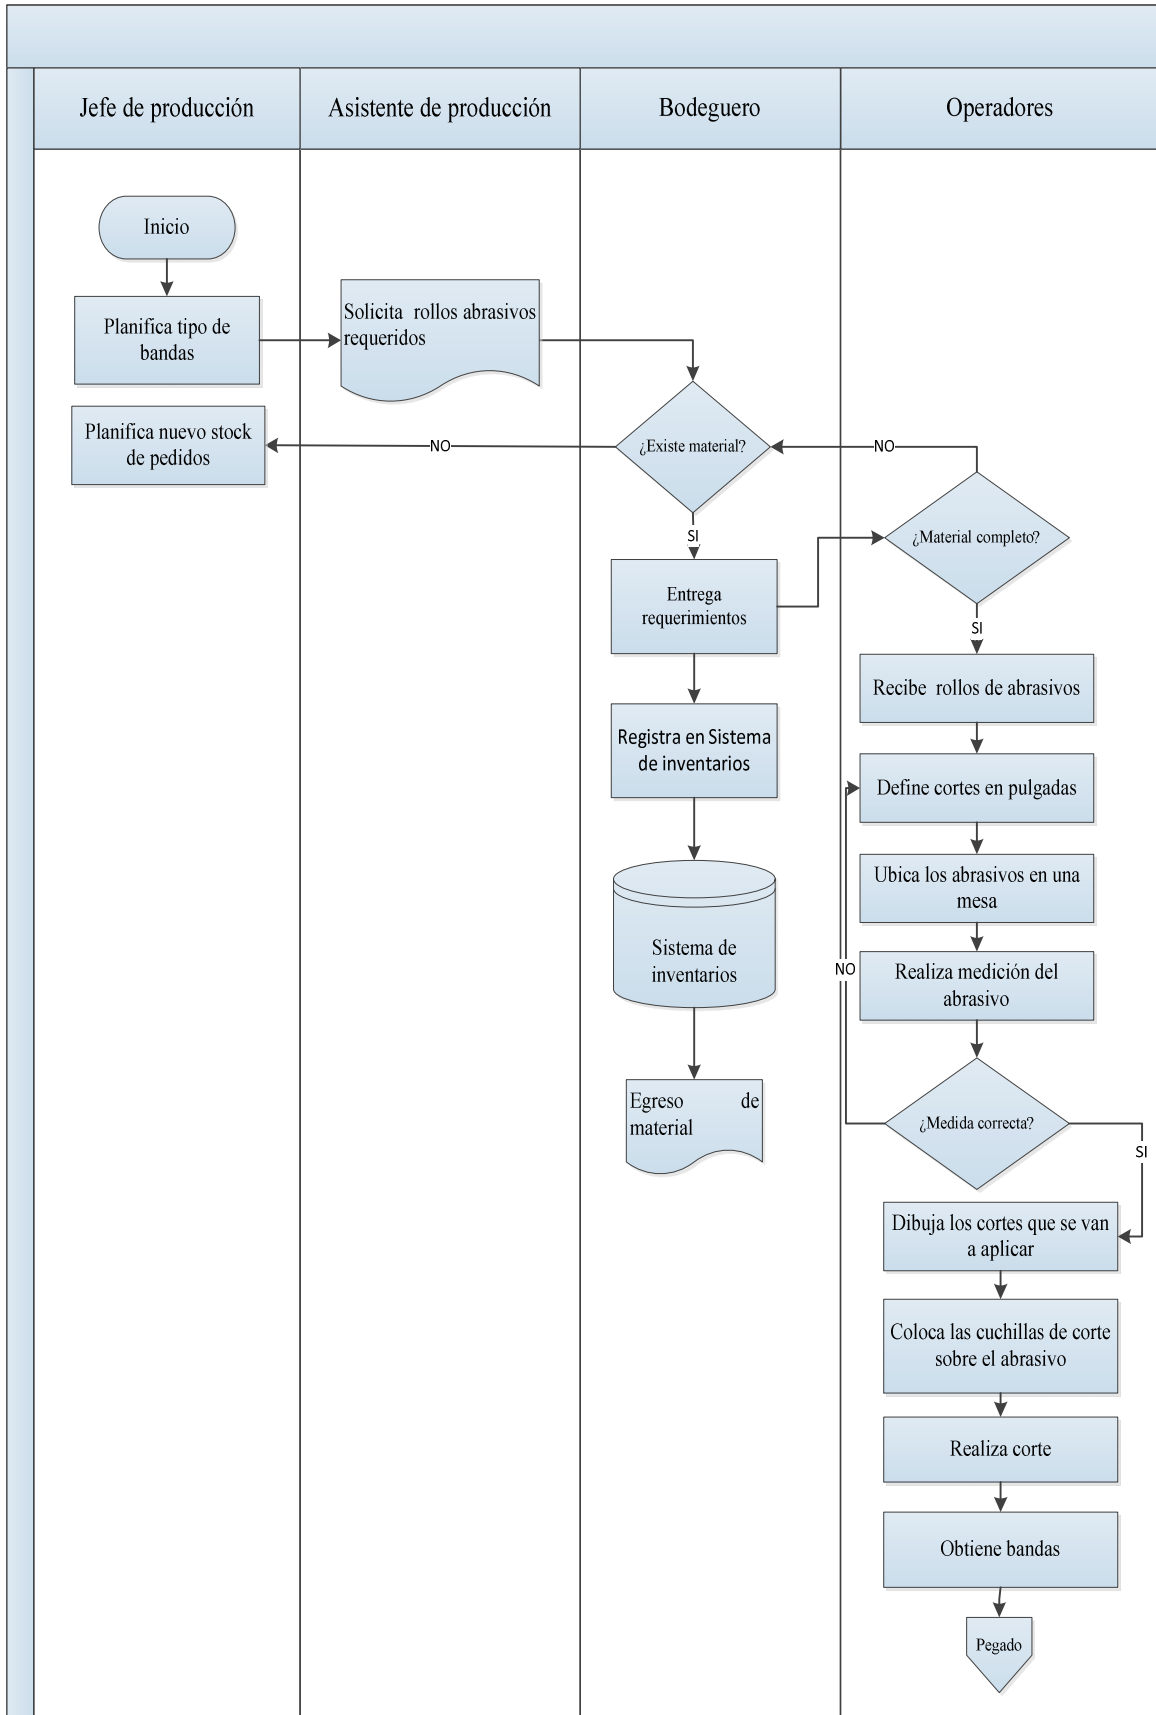 Jefe de producción
Asistente de producción
Bodeguero
Operadores
Inicio
Planifica tipo de
bandas
Solicita rollos abrasivos
requeridos
Planifica nuevo stock
de pedidos
NO
¿Existe material?
NO
¿Material completo?
SI
Entrega
requerimientos
SI
Recibe rollos de abrasivos
Registra en Sistema
de inventarios
Define cortes en pulgadas
Ubica los abrasivos en una
mesa
Sistema de
inventarios
NO
Realiza medición del
abrasivo
Egreso de
material
¿Medida correcta?
SI
Dibuja los cortes que se van
a aplicar
Coloca las cuchillas de corte
sobre el abrasivo
Realiza corte
Obtiene bandas
Pegado